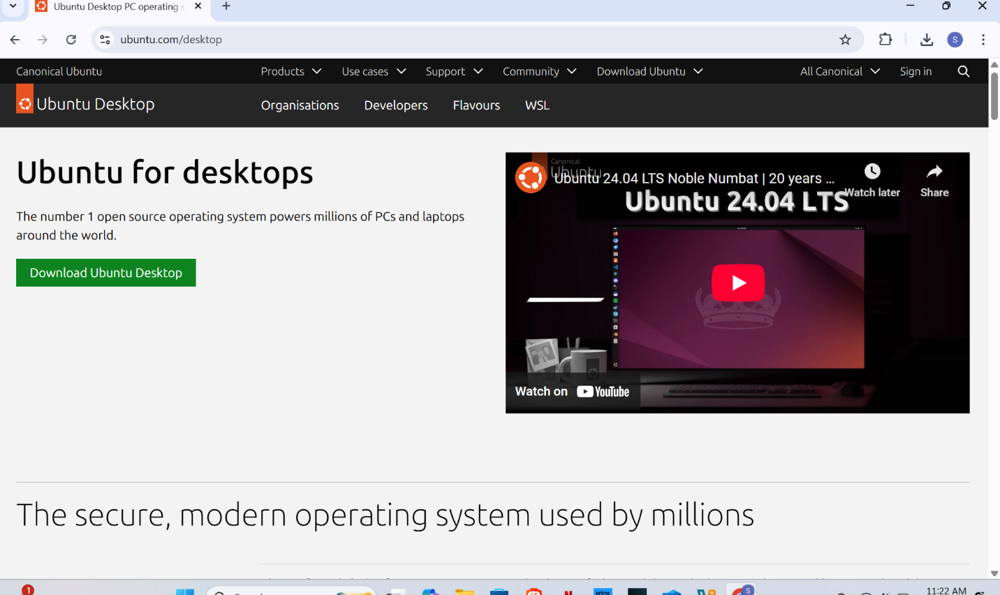 Ubuntu Desktop PC operating s
ubuntu.com/desktop
S
Canonical Ubuntu Products Use cases Support Community Download Ubuntu All Canonical Sign in
Ubuntu Desktop Organisations Developers Flavours WSL
Ubuntu for desktops
The number 1 open source operating system powers millions of PCs and laptops
around the world.
Download Ubuntu Desktop
Canonical
Ubuntu
Ubuntu 24.04 LTS Noble Numbat | 20 years ...
Watch later
Share
Ubuntu 24.04 LTS
Watch on YouTube
The secure, modern operating system used by millions
1
prime
S
11:22 AM